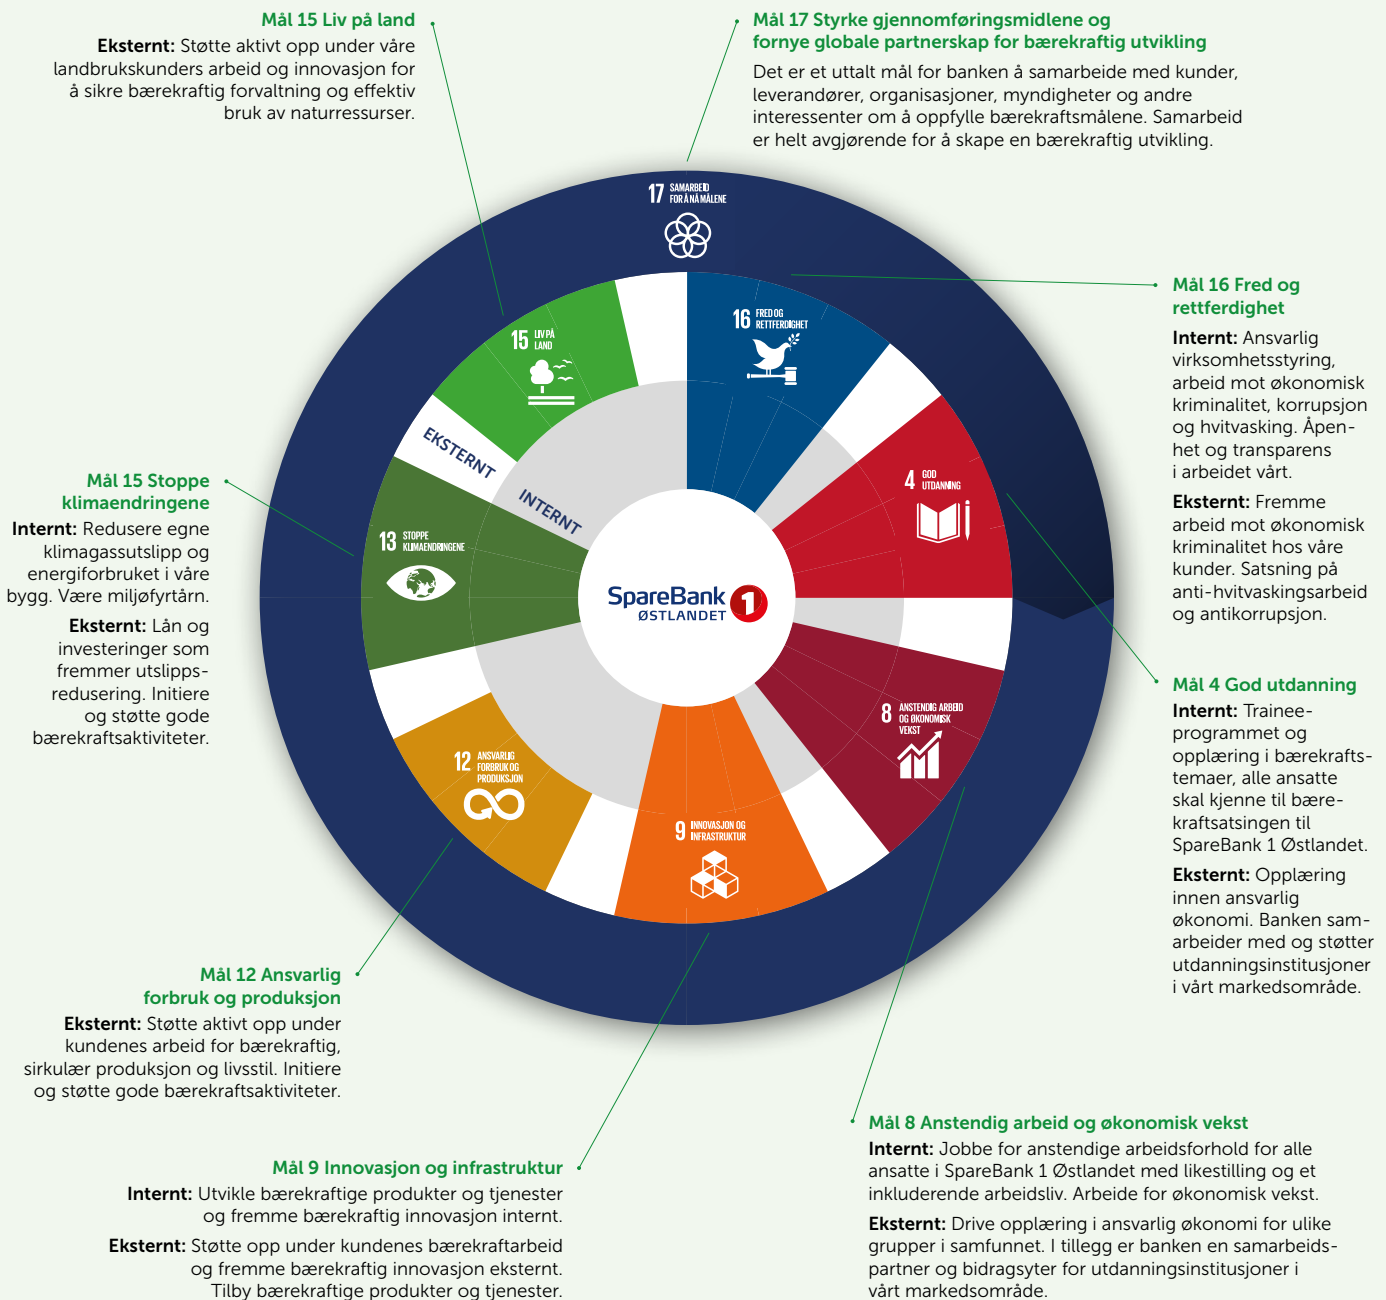 Mål 15 Liv på land
Eksternt: Støtte aktivt opp under våre
landbrukskunders arbeid og innovasjon for
å sikre bærekraftig forvaltning og effektiv
bruk av naturressurser.
Mål 17 Styrke gjennomføringsmidlene og
fornye globale partnerskap for bærekraftig utvikling
Det er et uttalt mål for banken å samarbeide med kunder,
leverandører, organisasjoner, myndigheter og andre
interessenter om å oppfylle bærekraftsmålene. Samarbeid
er helt avgjørende for å skape en bærekraftig utvikling.
17 SAMARBEID
FOR Å NÅ MÅLENE
16 FRED OG
RETTFERDIGHET
15 LIV PÅ
LAND
4 GOD
UTDANNING
EKSTERNT
INTERNT
13 STOPPE
KLIMAENDRINGENE
SpareBank 1
ØSTLANDET
8 ANSTENDIG ARBEID
OG ØKONOMISK
VEKST
12 ANSVARLIG
FORBRUK OG
PRODUKSJON
9 INNOVASJON OG
INFRASTRUKTUR
Mål 16 Fred og
rettferdighet
Internt: Ansvarlig
virksomhetsstyring,
arbeid mot økonomisk
kriminalitet, korrupsjon
og hvitvasking. Åpen-
het og transparens
i arbeidet vårt.
Eksternt: Fremme
arbeid mot økonomisk
kriminalitet hos våre
kunder. Satsning på
anti-hvitvaskingsarbeid
og antikorrupsjon.
Mål 4 God utdanning
Internt: Trainee-
programmet og
opplæring i bærekrafts-
temaer, alle ansatte
skal kjenne til bære-
kraftsatsingen til
SpareBank 1 Østlandet.
Eksternt: Opplæring
innen ansvarlig
økonomi. Banken sam-
arbeider med og støtter
utdanningsinstitusjoner
i vårt markedsområde.
Mål 15 Stoppe
klimaendringene
Internt: Redusere egne
klimagassutslipp og
energiforbruket i våre
bygg. Være miljøfyrtårn.
Eksternt: Lån og
investeringer som
fremmer utslipps-
redusering. Initiere
og støtte gode
bærekraftsaktiviteter.
Mål 12 Ansvarlig
forbruk og produksjon
Eksternt: Støtte aktivt opp under
kundenes arbeid for bærekraftig,
sirkulær produksjon og livsstil. Initiere
og støtte gode bærekraftsaktiviteter.
Mål 9 Innovasjon og infrastruktur
Internt: Utvikle bærekraftige produkter og tjenester
og fremme bærekraftig innovasjon internt.
Eksternt: Støtte opp under kundenes bærekraftarbeid
og fremme bærekraftig innovasjon eksternt.
Tilby bærekraftige produkter og tjenester.
Mål 8 Anstendig arbeid og økonomisk vekst
Internt: Jobbe for anstendige arbeidsforhold for alle
ansatte i SpareBank 1 Østlandet med likestilling og et
inkluderende arbeidsliv. Arbeide for økonomisk vekst.
Eksternt: Drive opplæring i ansvarlig økonomi for ulike
grupper i samfunnet. I tillegg er banken en samarbeids-
partner og bidragsyter for utdanningsinstitusjoner i
vårt markedsområde.